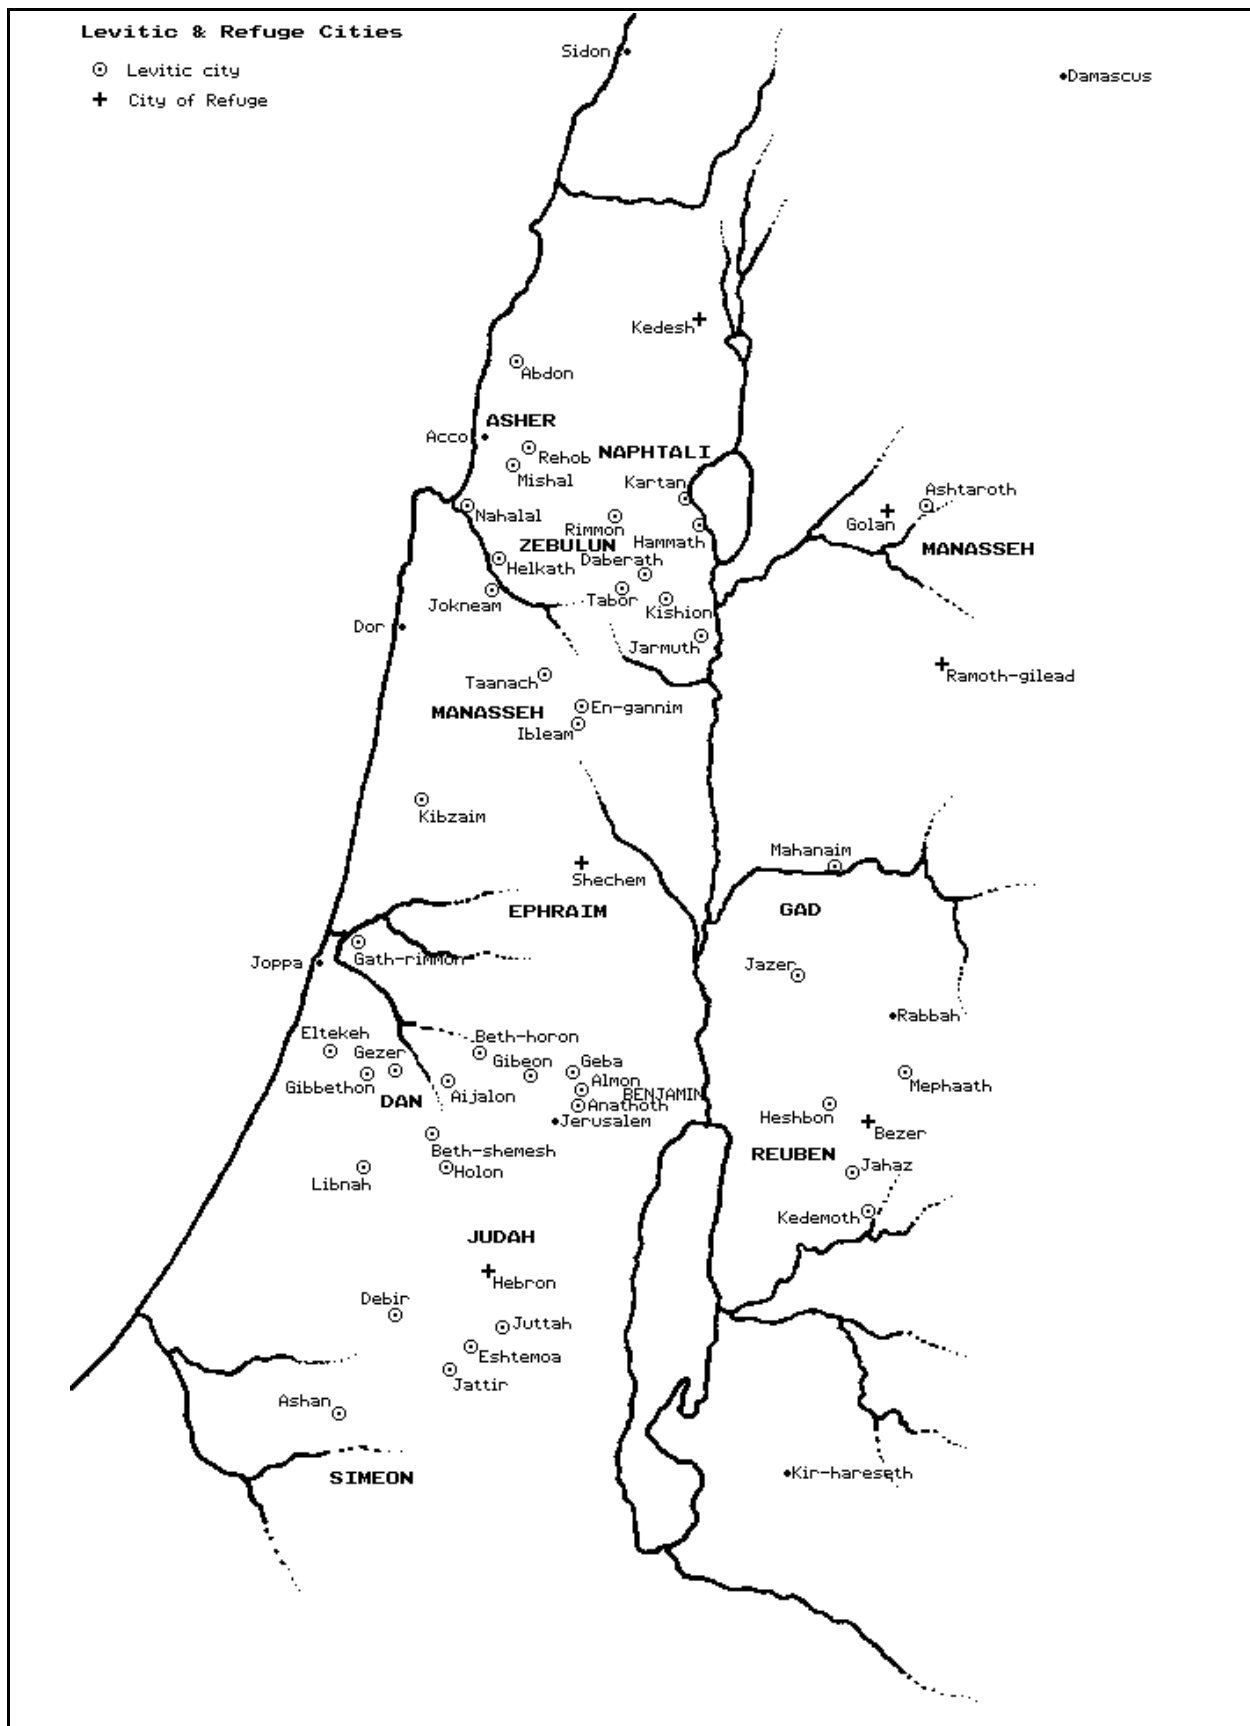 Levitic & Refuge Cities
Levitic city
City of Refuge
Sidon
Damascus
Kedesh
Abdon
ASHER
Acco
Rehob
NAPHTALI
Mishal
Kartan
Ashtaroth
Nahalal
Golan
Rimmon
Hammath
ZEBULUN
MANASSEH
Daberath
Helkath
Jokneam
Tabor
Kishion
Dor
Jarmuth
Ramoth-gilead
Taanach
En-gannim
MANASSEH
Ibleam
Kibzaim
Mahanaim
Shechem
EPHRAIM
GAD
Gath-rimmon
Joppa
Jazer
Rabbah
Eltekeh
Beth-horon
Gezer
Gibeon
Geba
Gibbethon
Almon
Mephaath
DAN
Aijalon
BENJAMIN
Anathoth
Heshbon
Jerusalem
Bezer
Beth-shemesh
REUBEN
Holon
Jahaz
Libnah
Kedemoth
JUDAH
Hebron
Debir
Juttah
Eshtemoa
Jattir
Ashan
SIMEON
Kir-hareseth